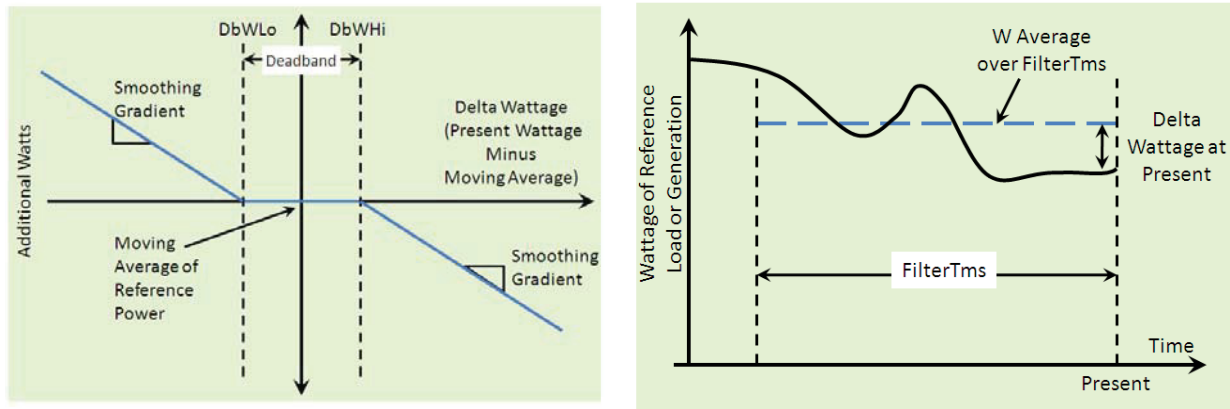 DbWLo
DbWHi
Deadband
Smoothing
Gradient
Delta Wattage
(Present Wattage
Minus
Moving Average)
Additional Watts
Moving
Average of
Reference
Power
Smoothing
Gradient
W Average
over FilterTms
Wattage of Reference
Load or Generation
Delta
Wattage at
Present
FilterTms
Time
Present